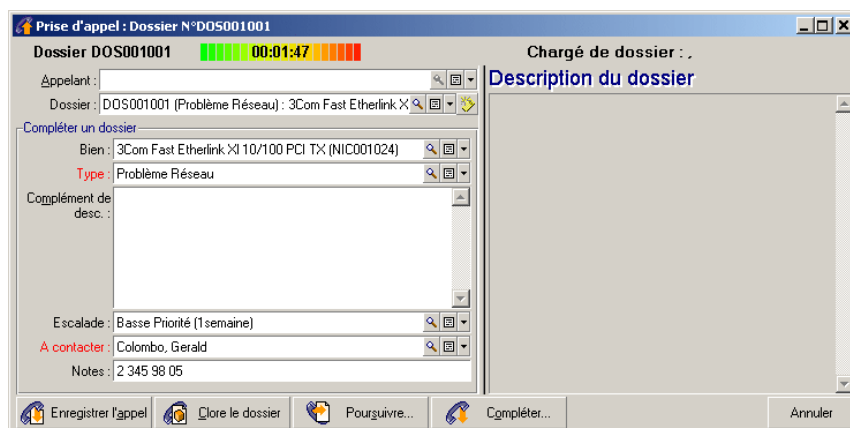 Prise d'appel : Dossier N°DOS001001
Dossier DOS001001 00:01:47 Chargé de dossier : ,
Appelant :
Description du dossier
Dossier : DOS001001 (Problème Réseau) : 3Com Fast Etherlink X
Compléter un dossier
Bien : 3Com Fast Etherlink XI 10/100 PCI TX (NIC001024)
Type : Problème Réseau
Complément de
desc. :
Escalade : Basse Priorité (1semaine)
A contacter : Colombo, Gerald
Notes : 2 345 98 05
Enregistrer l'appel Clore le dossier Poursuivre... Compléter... Annuler